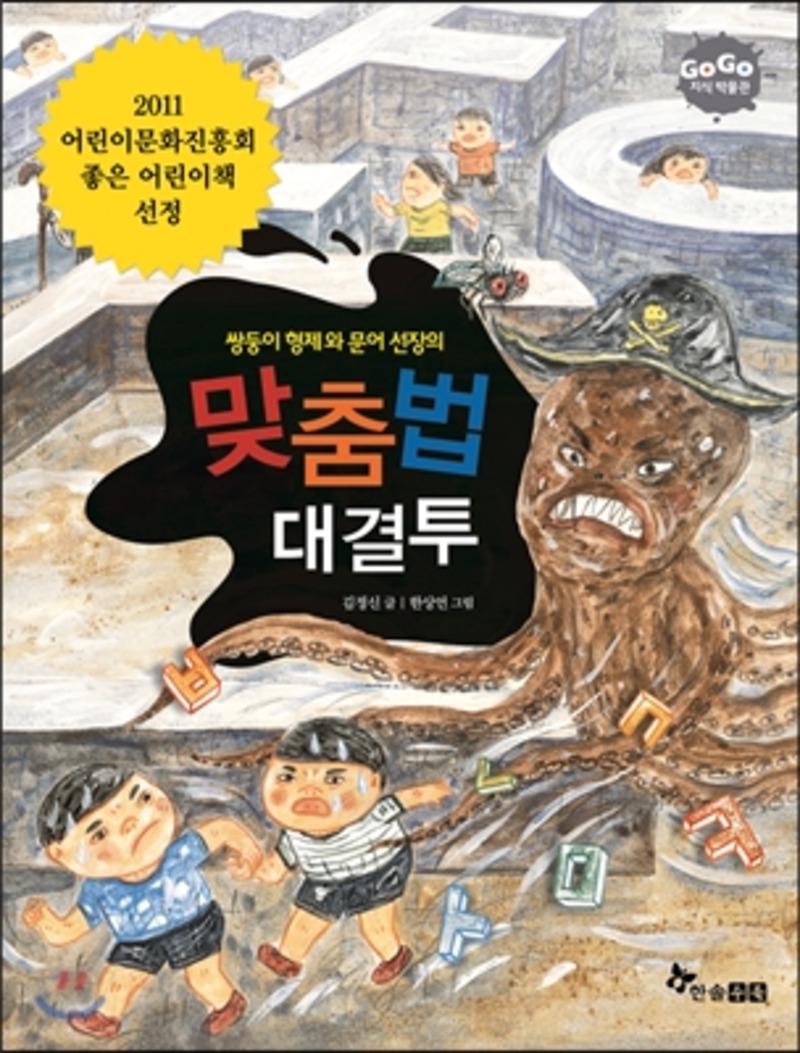 2011
어린이문화진흥회
좋은 어린이책
선정
GoGo
지식 박물관
쌍둥이 형제와 문어 선장의
맞춤법
대결투
김정신 글 | 한상언 그림
ㅂ
ㄷ
ㄴ
ㅋ
ㅁ
ㅅ
한솔수북